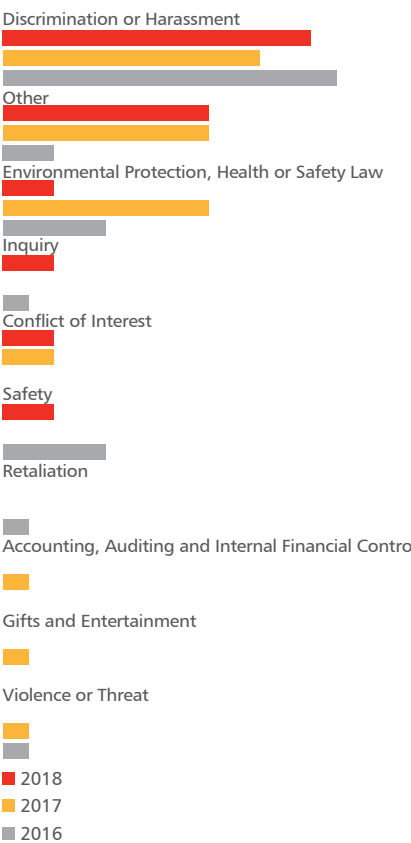 Discrimination or Harassment
Other
Environmental Protection, Health or Safety Law
Inquiry
Conflict of Interest
Safety
Retaliation
Accounting, Auditing and Internal Financial Contro
Gifts and Entertainment
Violence or Threat
2018
2017
2016